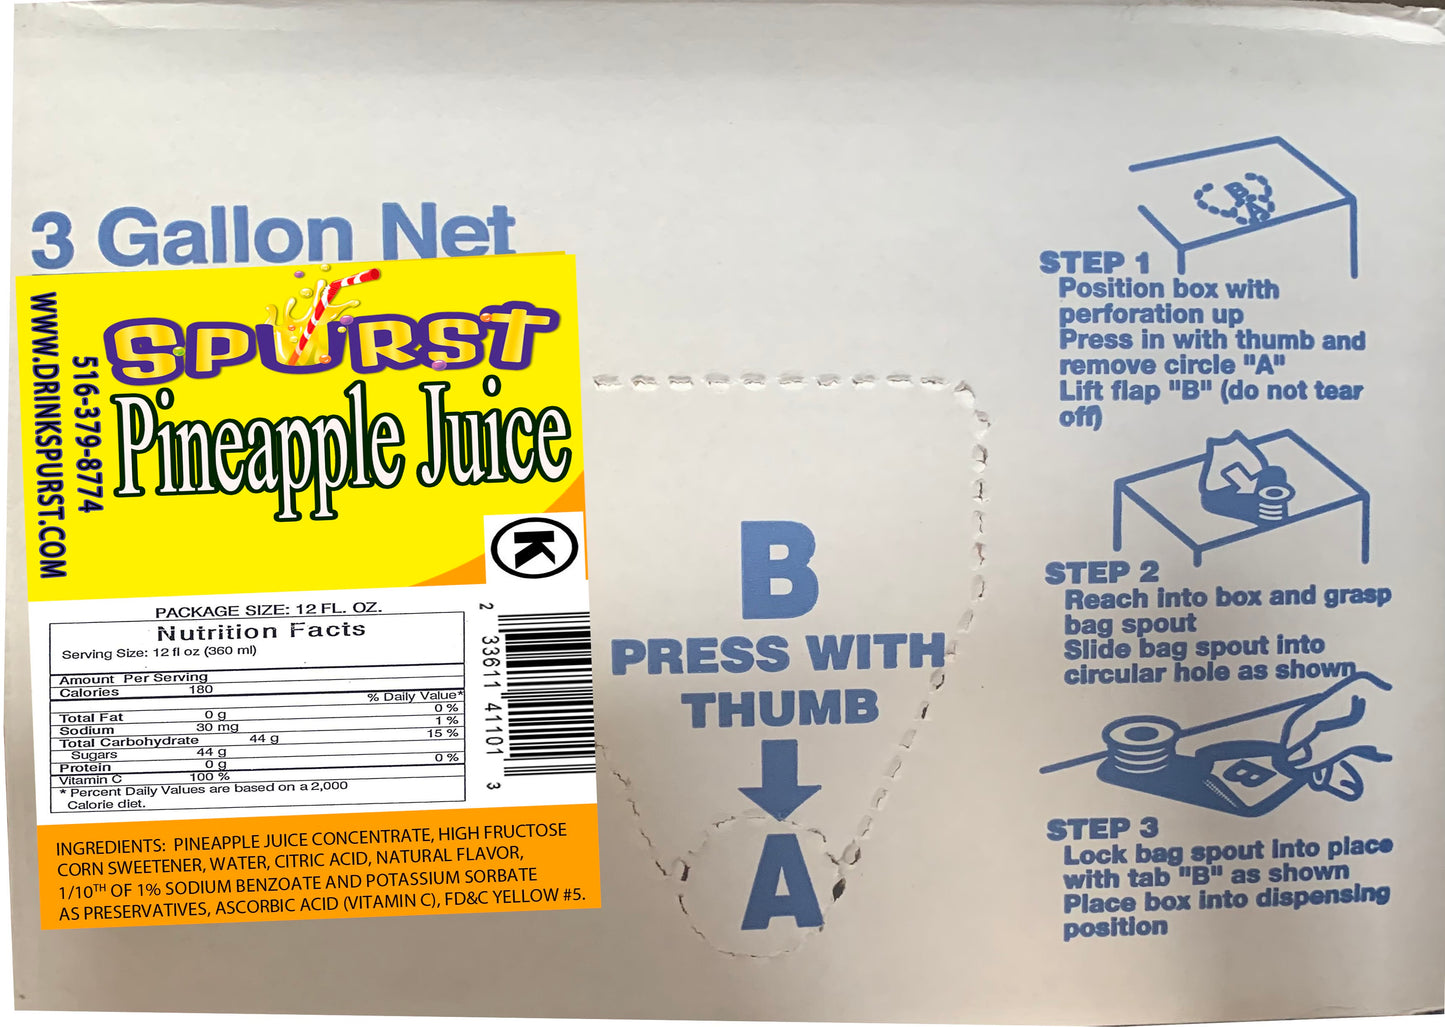 3 Gallon Net
WWW.DRINKSPURST.COM
516-379-8774
SPURST
Pineapple Juice
K
PACKAGE SIZE: 12 FL. OZ.
Nutrition Facts
Serving Size: 12 fl oz (360 ml)
Amount Per Serving
Calories 180
% Daily Value*
Total Fat 0 g 0 %
Sodium 30 mg 1 %
Total Carbohydrate 44 g 15 %
Sugars 44 g
Protein 0 g 0 %
Vitamin C 100 %
* Percent Daily Values are based on a 2,000
Calorie diet.
2 33611 41101 3
INGREDIENTS: PINEAPPLE JUICE CONCENTRATE, HIGH FRUCTOSE
CORN SWEETENER, WATER, CITRIC ACID, NATURAL FLAVOR,
1/10TH OF 1% SODIUM BENZOATE AND POTASSIUM SORBATE
AS PRESERVATIVES, ASCORBIC ACID (VITAMIN C), FD&C YELLOW #5.
B
PRESS WITH
THUMB
A
B
A
STEP 1
Position box with
perforation up
Press in with thumb and
remove circle "A"
Lift flap "B" (do not tear
off)
STEP 2
Reach into box and grasp
bag spout
Slide bag spout into
circular hole as shown
B
STEP 3
Lock bag spout into place
with tab "B" as shown
Place box into dispensing
position